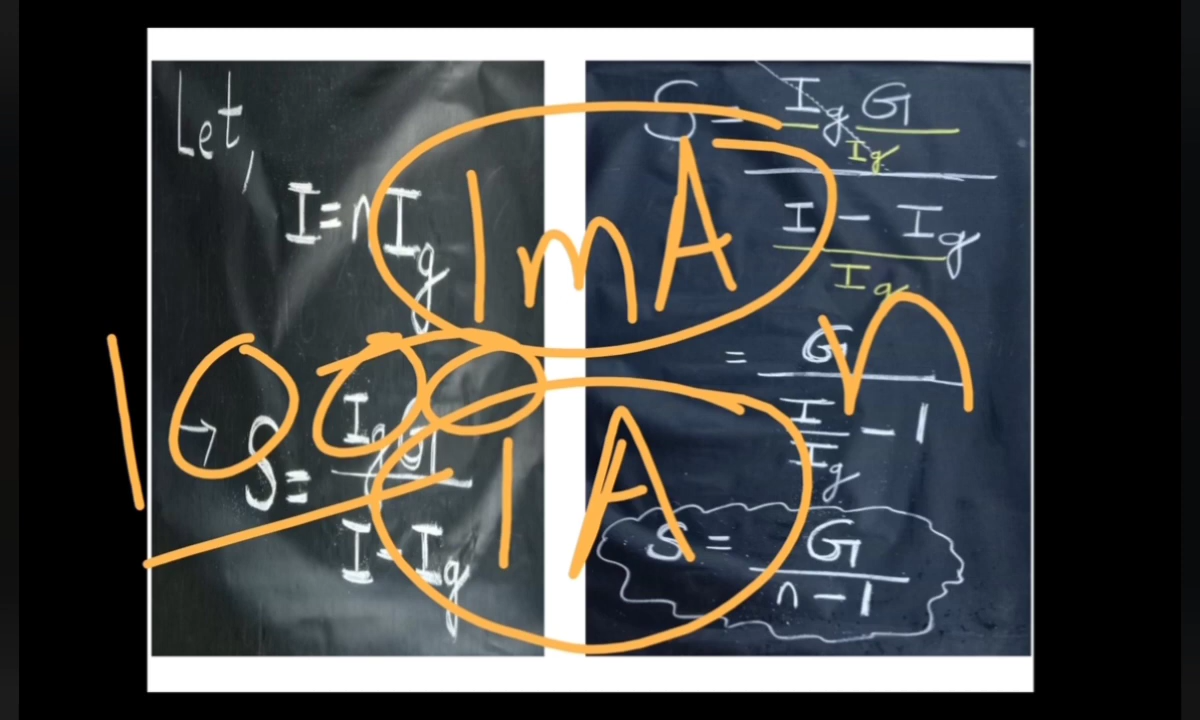 Let,
I = nIg
→ S = IgG / I - Ig
S = IgG / Ig / I - Ig / Ig
= G / I / Ig - 1
S = G / n - 1
1mA
n
1000
1A